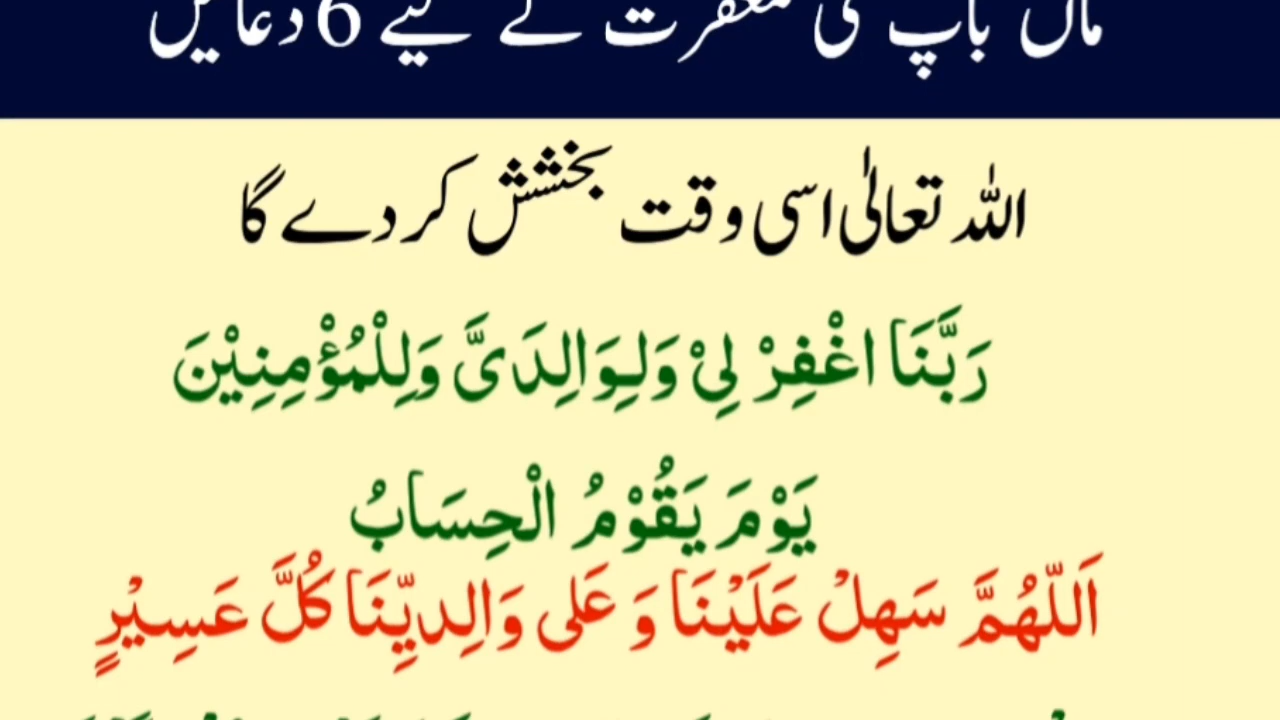 ماں باپ کی مغفرت کے لیے 6 دعائیں
اللہ تعالیٰ اسی وقت بخشش کر دے گا
رَبَّنَا اغْفِرْ لِیْ وَلِوَالِدَیَّ وَلِلْمُؤْمِنِیْنَ
یَوْمَ یَقُوْمُ الْحِسَابُ
اَللّٰهُمَّ سَهِلْ عَلَیْنَا وَ عَلٰی وَالِدیِّنَا کُلَّ عَسِیْرٍ